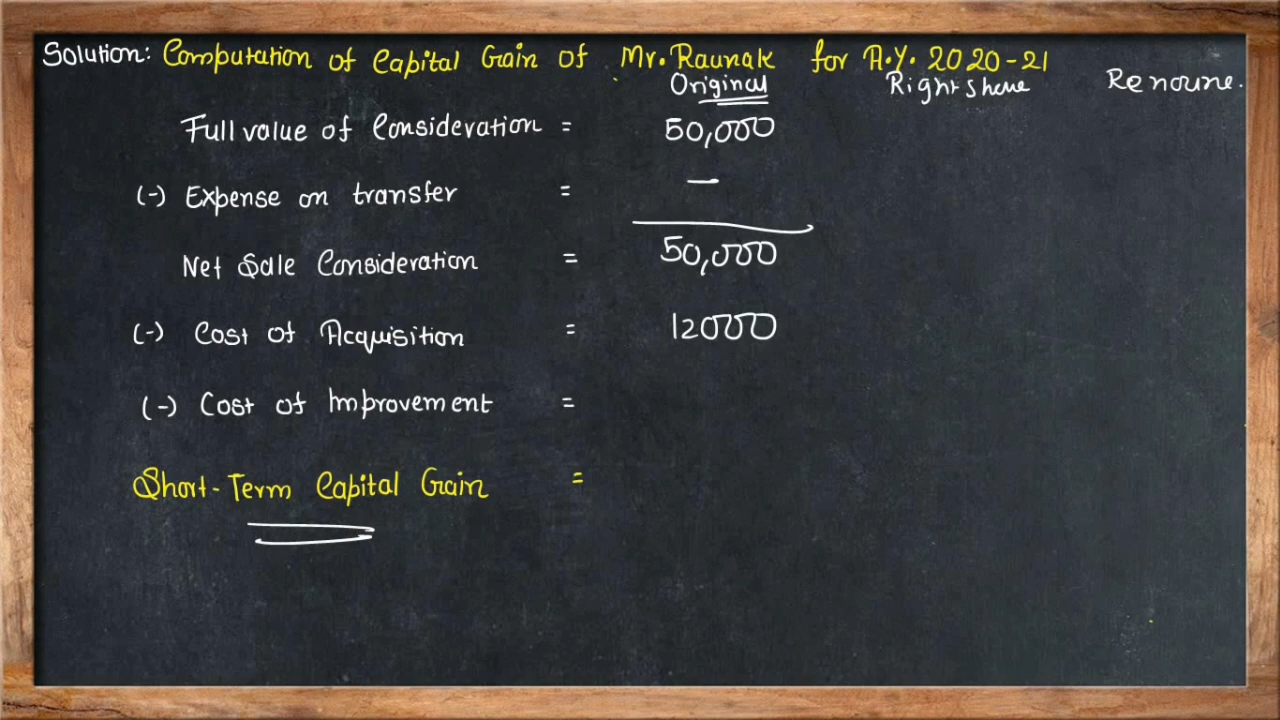 Solution: Computation of Capital Gain of Mr. Raunak for A.Y. 2020-21
Original Right share Renoune.
Full value of Consideration = 50,000
(-) Expense on transfer = —
Net Sale Consideration = 50,000
(-) Cost of Acquisition = 12000
(-) Cost of Improvement =
Short-Term Capital Gain =